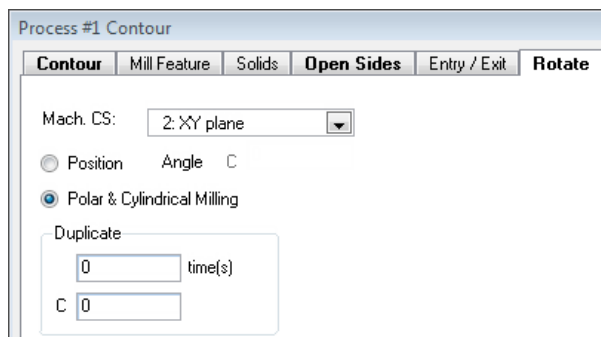 Process #1 Contour
Contour Mill Feature Solids Open Sides Entry / Exit Rotate
Mach. CS: 2: XY plane
Position Angle C
Polar & Cylindrical Milling
Duplicate
0 time(s)
C 0